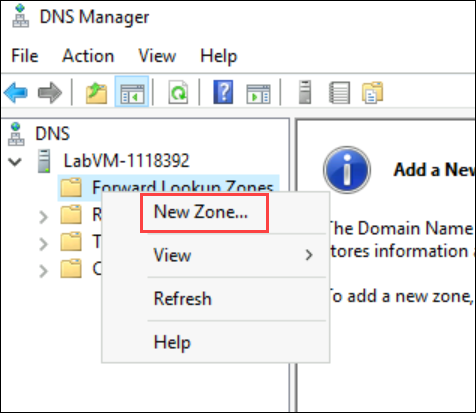 DNS Manager
File Action View Help
DNS
LabVM-1118392
Forward Lookup Zones
New Zone...
View
Refresh
Help
Add a New
The Domain Name
stores information a
To add a new zone,